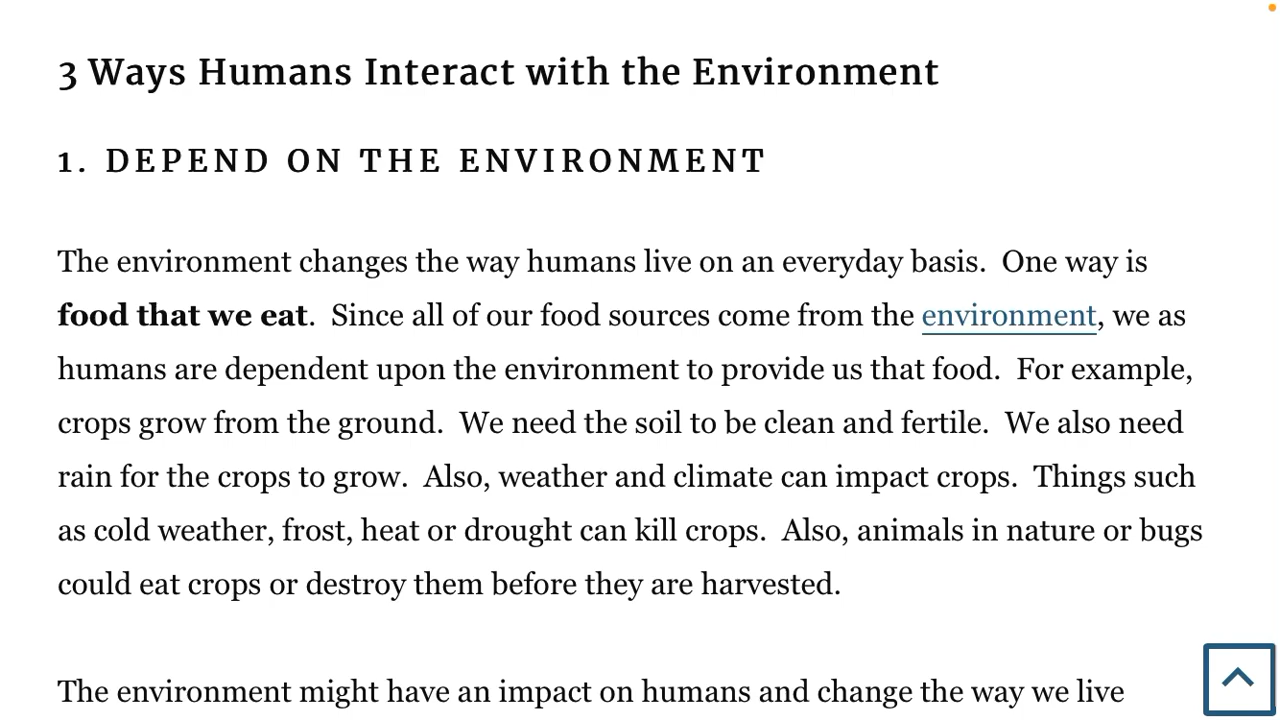 3 Ways Humans Interact with the Environment
1. DEPEND ON THE ENVIRONMENT
The environment changes the way humans live on an everyday basis.  One way is
food that we eat.  Since all of our food sources come from the environment, we as
humans are dependent upon the environment to provide us that food.  For example,
crops grow from the ground.  We need the soil to be clean and fertile.  We also need
rain for the crops to grow.  Also, weather and climate can impact crops.  Things such
as cold weather, frost, heat or drought can kill crops.  Also, animals in nature or bugs
could eat crops or destroy them before they are harvested.
The environment might have an impact on humans and change the way we live